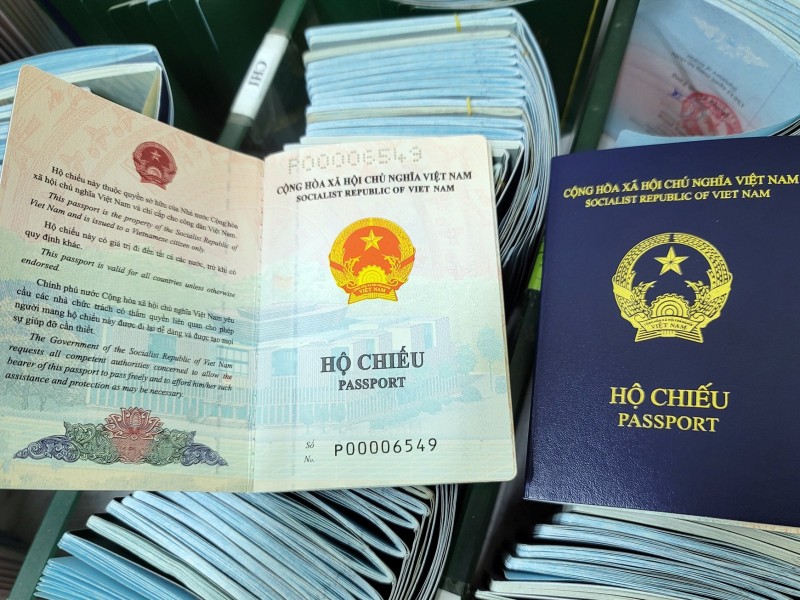 CHI
Hộ chiếu này thuộc quyền sở hữu của Nhà nước Cộng hòa
xã hội chủ nghĩa Việt Nam và chỉ cấp cho công dân Việt Nam.
This passport is the property of the Socialist Republic of
Viet Nam and is issued to a Vietnamese citizen only.
Hộ chiếu này có giá trị đi đến tất cả các nước, trừ khi có
quy định khác.
This passport is valid for all countries unless otherwise
endorsed.
Chính phủ nước Cộng hòa xã hội chủ nghĩa Việt Nam yêu
cầu các nhà chức trách có thẩm quyền liên quan cho phép
người mang hộ chiếu này được đi lại dễ dàng và được tạo mọi
sự giúp đỡ cần thiết.
The Government of the Socialist Republic of Viet Nam
requests all competent authorities concerned to allow the
bearer of this passport to pass freely and to afford him/her such
assistance and protection as may be necessary.
P00006549
CỘNG HÒA XÃ HỘI CHỦ NGHĨA VIỆT NAM
SOCIALIST REPUBLIC OF VIET NAM
VIỆT NAM
HỘ CHIẾU
PASSPORT
Số
No.
P00006549
CỘNG HÒA XÃ HỘI CHỦ NGHĨA VIỆT NAM
SOCIALIST REPUBLIC OF VIET NAM
VIỆT NAM
HỘ CHIẾU
PASSPORT